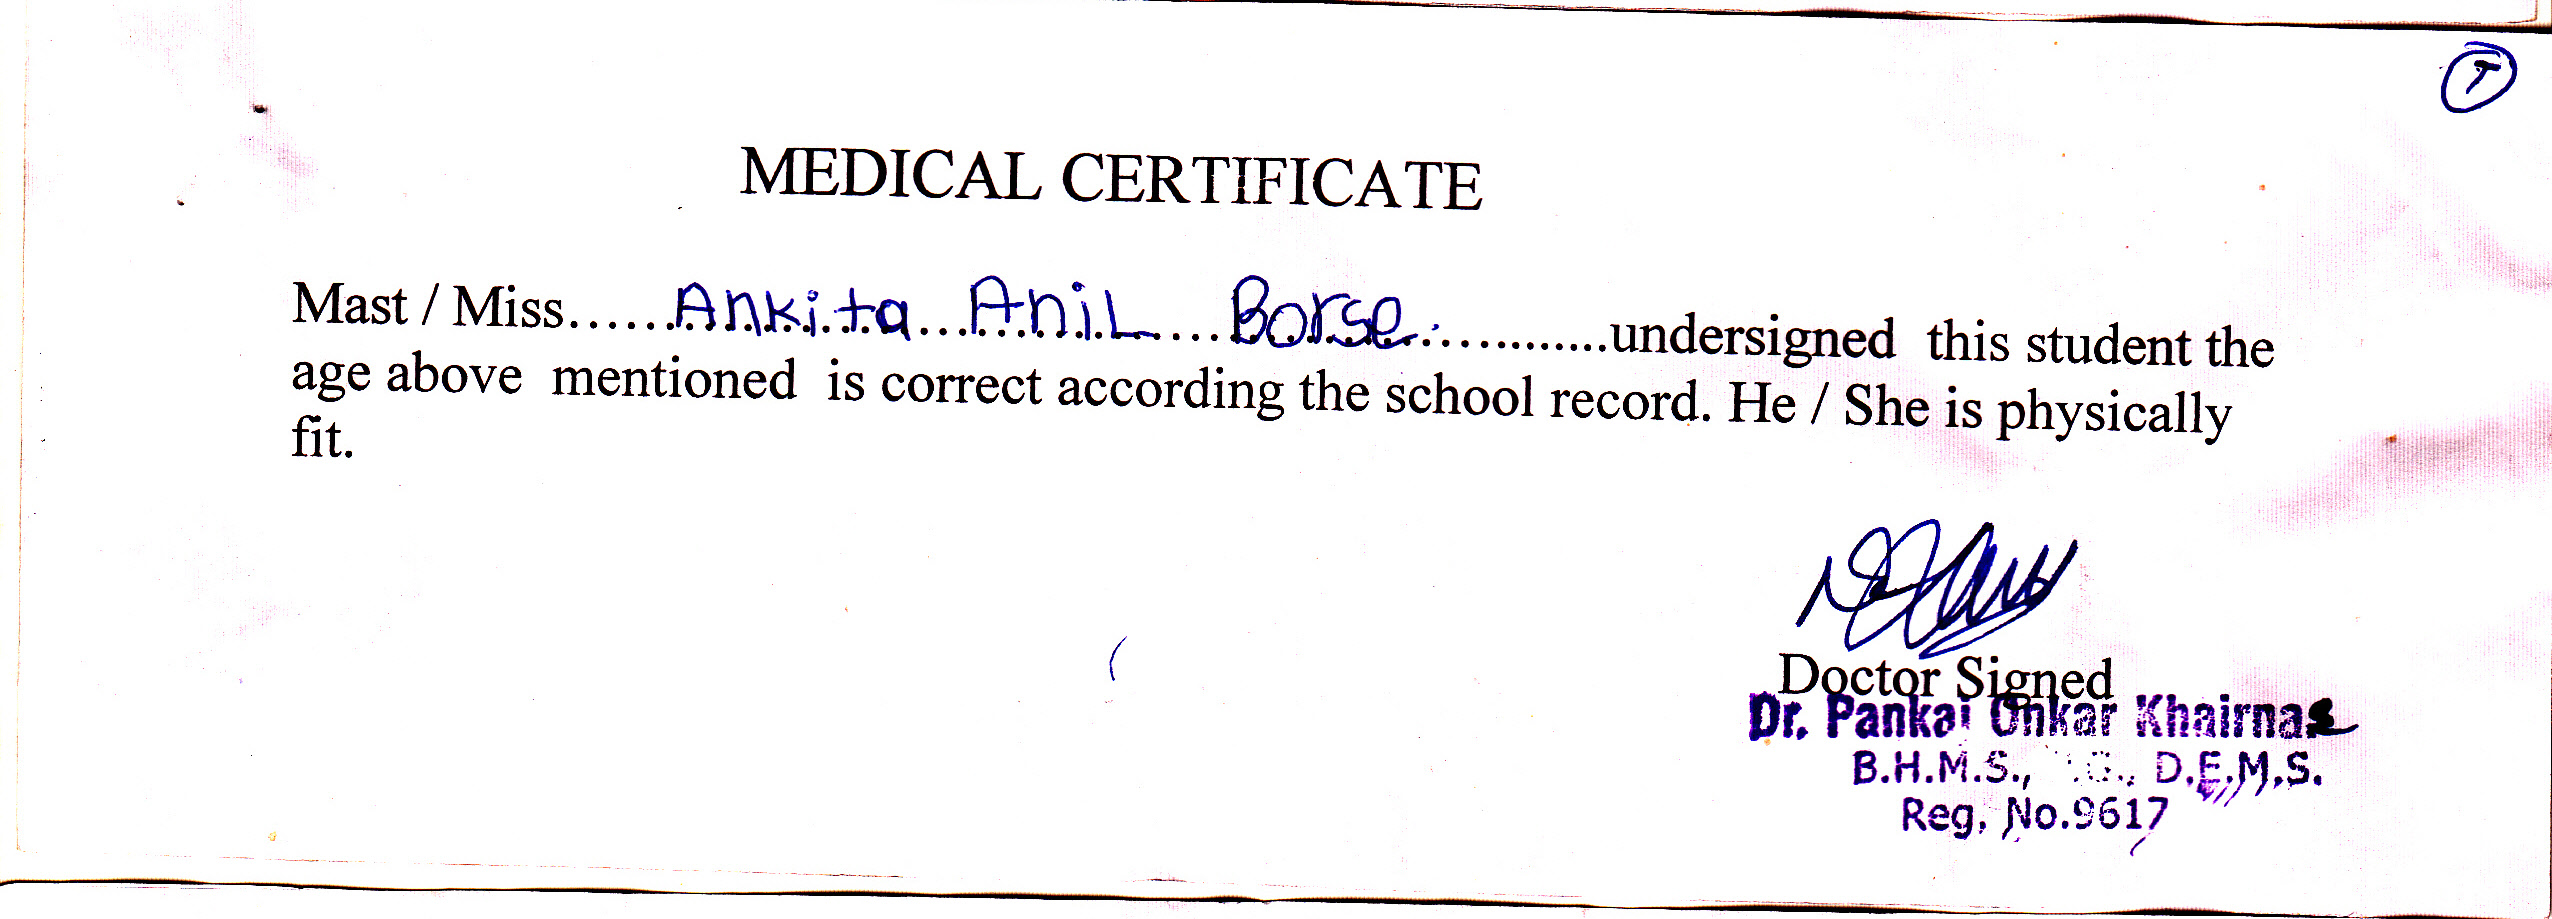 T
MEDICAL CERTIFICATE
Mast / Miss......Ankita...Anil....Borse............undersigned this student the
age above mentioned is correct according the school record. He / She is physically
fit.
Doctor Signed
Dr. Pankaj Onkar Khairnar
B.H.M.S., .G., D.E.M.S.
Reg. No.9617